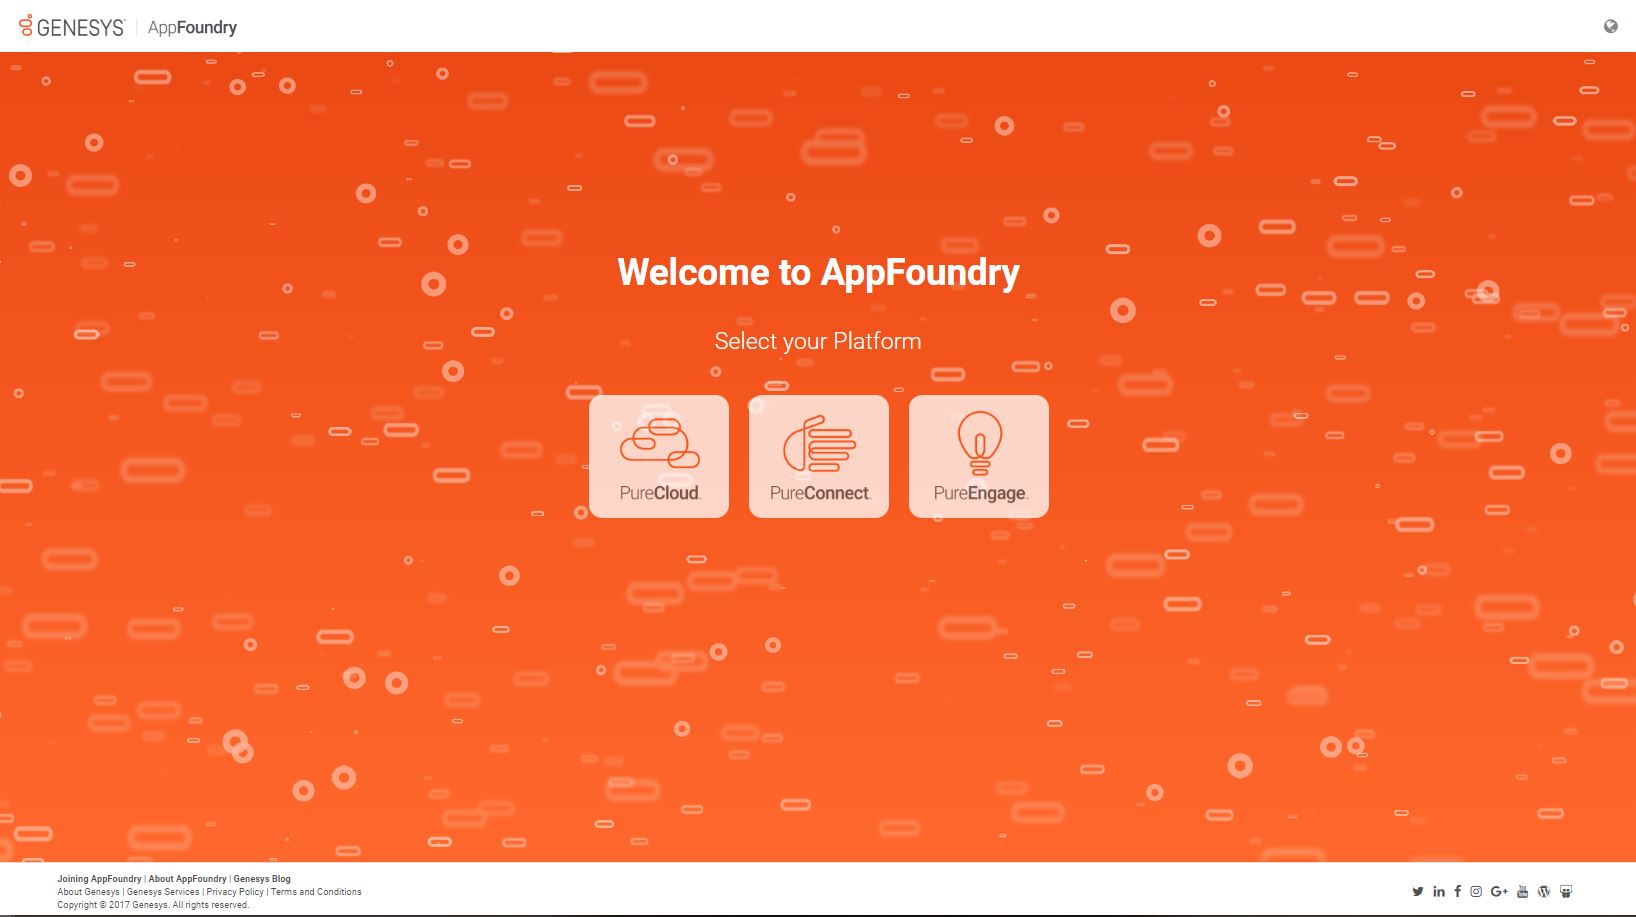 GENESYS | AppFoundry
Welcome to AppFoundry
Select your Platform
PureCloud. PureConnect. PureEngage.
Joining AppFoundry | About AppFoundry | Genesys Blog
About Genesys | Genesys Services | Privacy Policy | Terms and Conditions
Copyright © 2017 Genesys. All rights reserved.